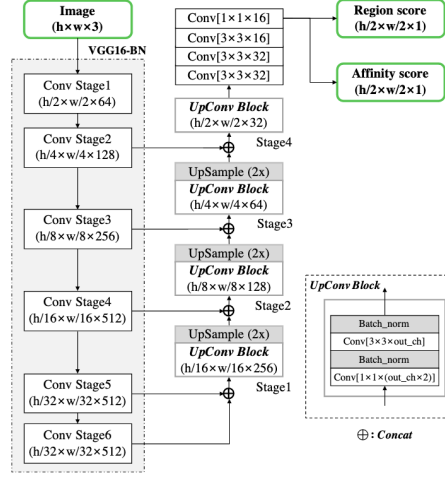 Image
(h×w×3)
VGG16-BN
Conv Stage1
(h/2×w/2×64)
Conv Stage2
(h/4×w/4×128)
Conv Stage3
(h/8×w/8×256)
Conv Stage4
(h/16×w/16×512)
Conv Stage5
(h/32×w/32×512)
Conv Stage6
(h/32×w/32×512)
Conv[1×1×16]
Conv[3×3×16]
Conv[3×3×32]
Conv[3×3×32]
UpConv Block
(h/2×w/2×32)
Stage4
UpSample (2x)
UpConv Block
(h/4×w/4×64)
Stage3
UpSample (2x)
UpConv Block
(h/8×w/8×128)
Stage2
UpSample (2x)
UpConv Block
(h/16×w/16×256)
Stage1
Region score
(h/2×w/2×1)
Affinity score
(h/2×w/2×1)
UpConv Block
Batch_norm
Conv[3×3×out_ch]
Batch_norm
Conv[1×1×(out_ch×2)]
⊕ : Concat